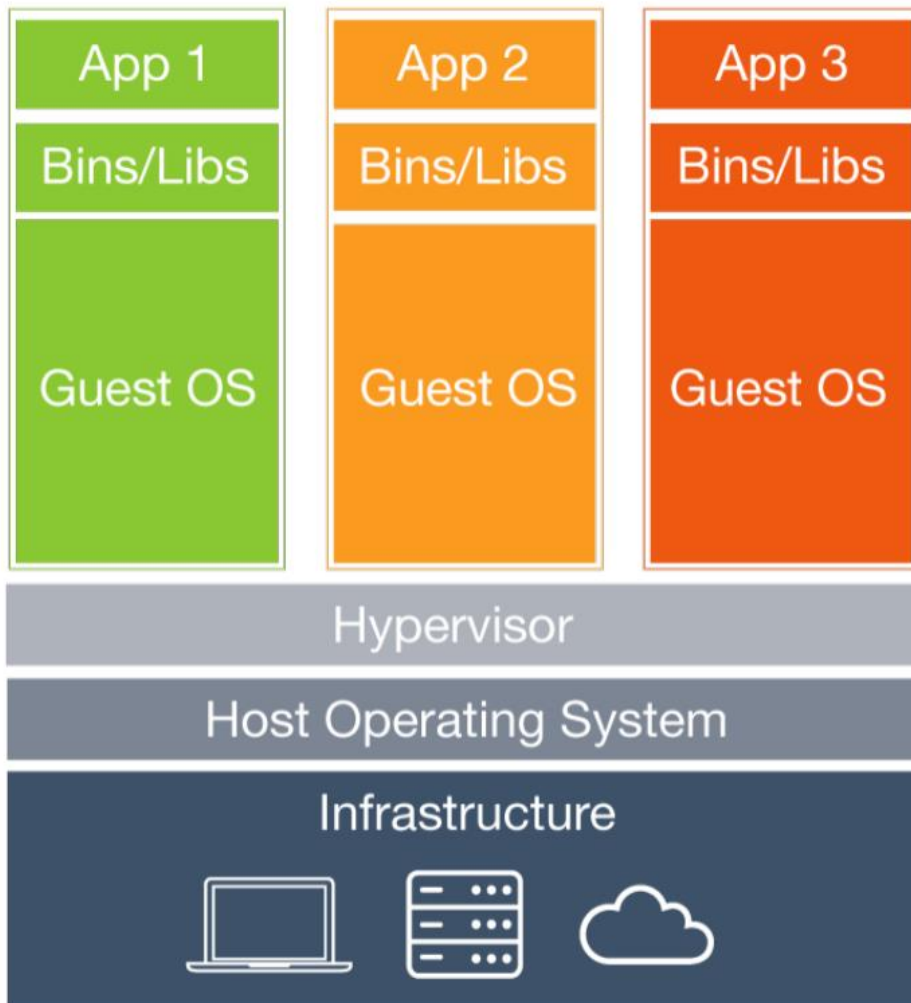 App 1
App 2
App 3
Bins/Libs
Bins/Libs
Bins/Libs
Guest OS
Guest OS
Guest OS
Hypervisor
Host Operating System
Infrastructure